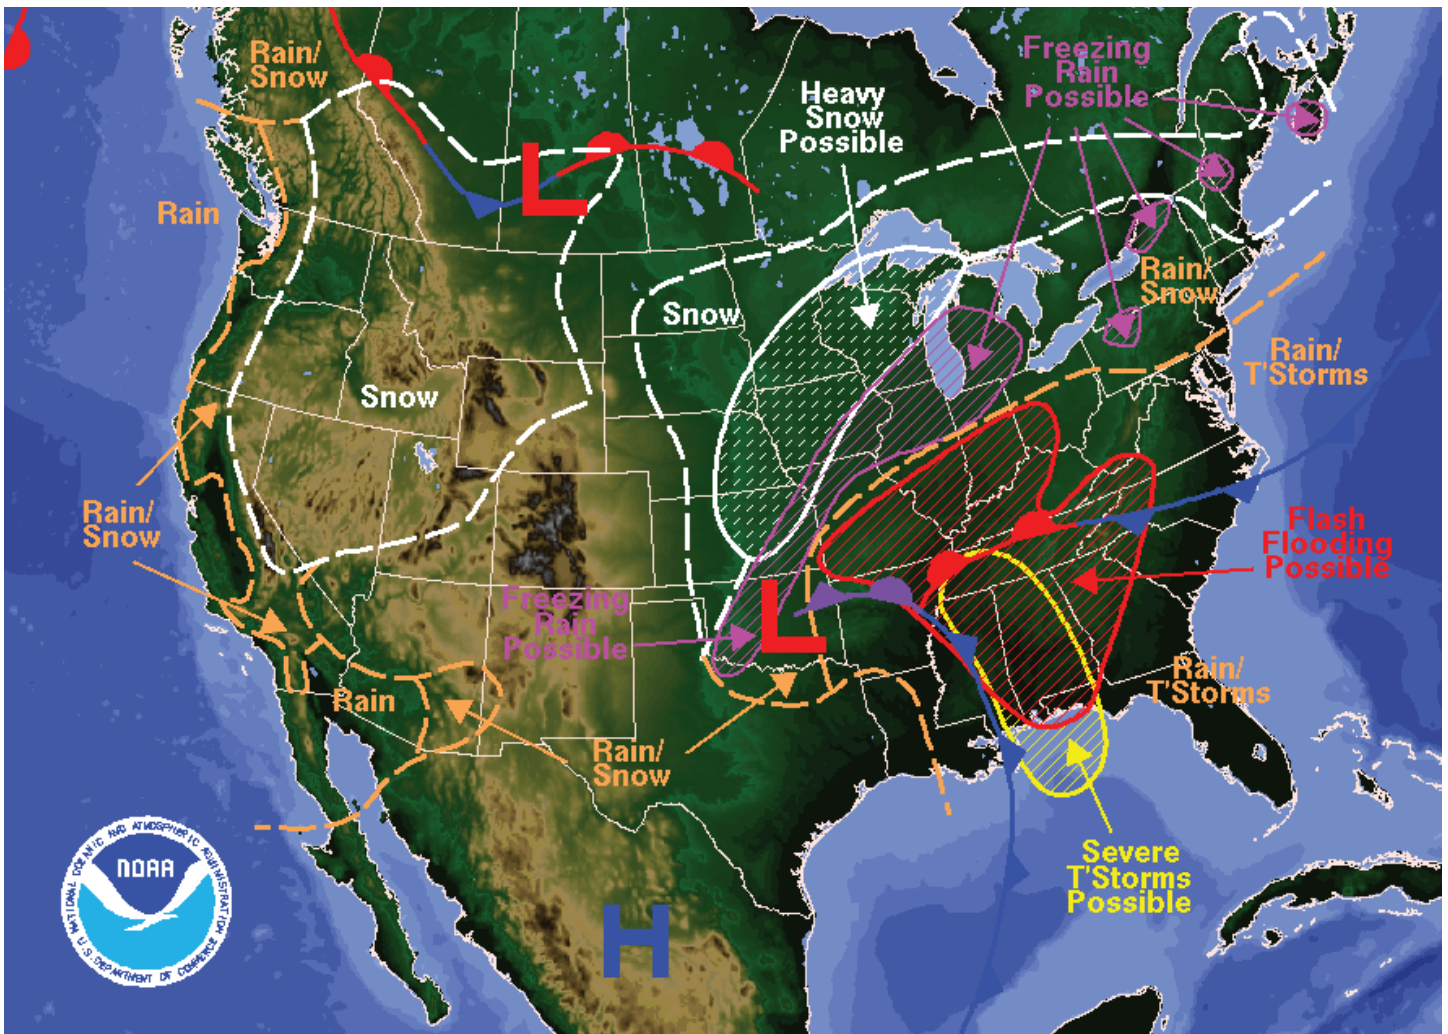 Rain/
Snow
Freezing
Rain
Possible
Heavy
Snow
Possible
L
Rain
Rain/
Snow
Snow
Rain/
T'Storms
Snow
Rain/
Snow
Flash
Flooding
Possible
Freezing
Rain
Possible
L
Rain
Rain/
T'Storms
Rain/
Snow
Severe
T'Storms
Possible
H
NOAA
NATIONAL OCEANIC AND ATMOSPHERIC ADMINISTRATION
U.S. DEPARTMENT OF COMMERCE